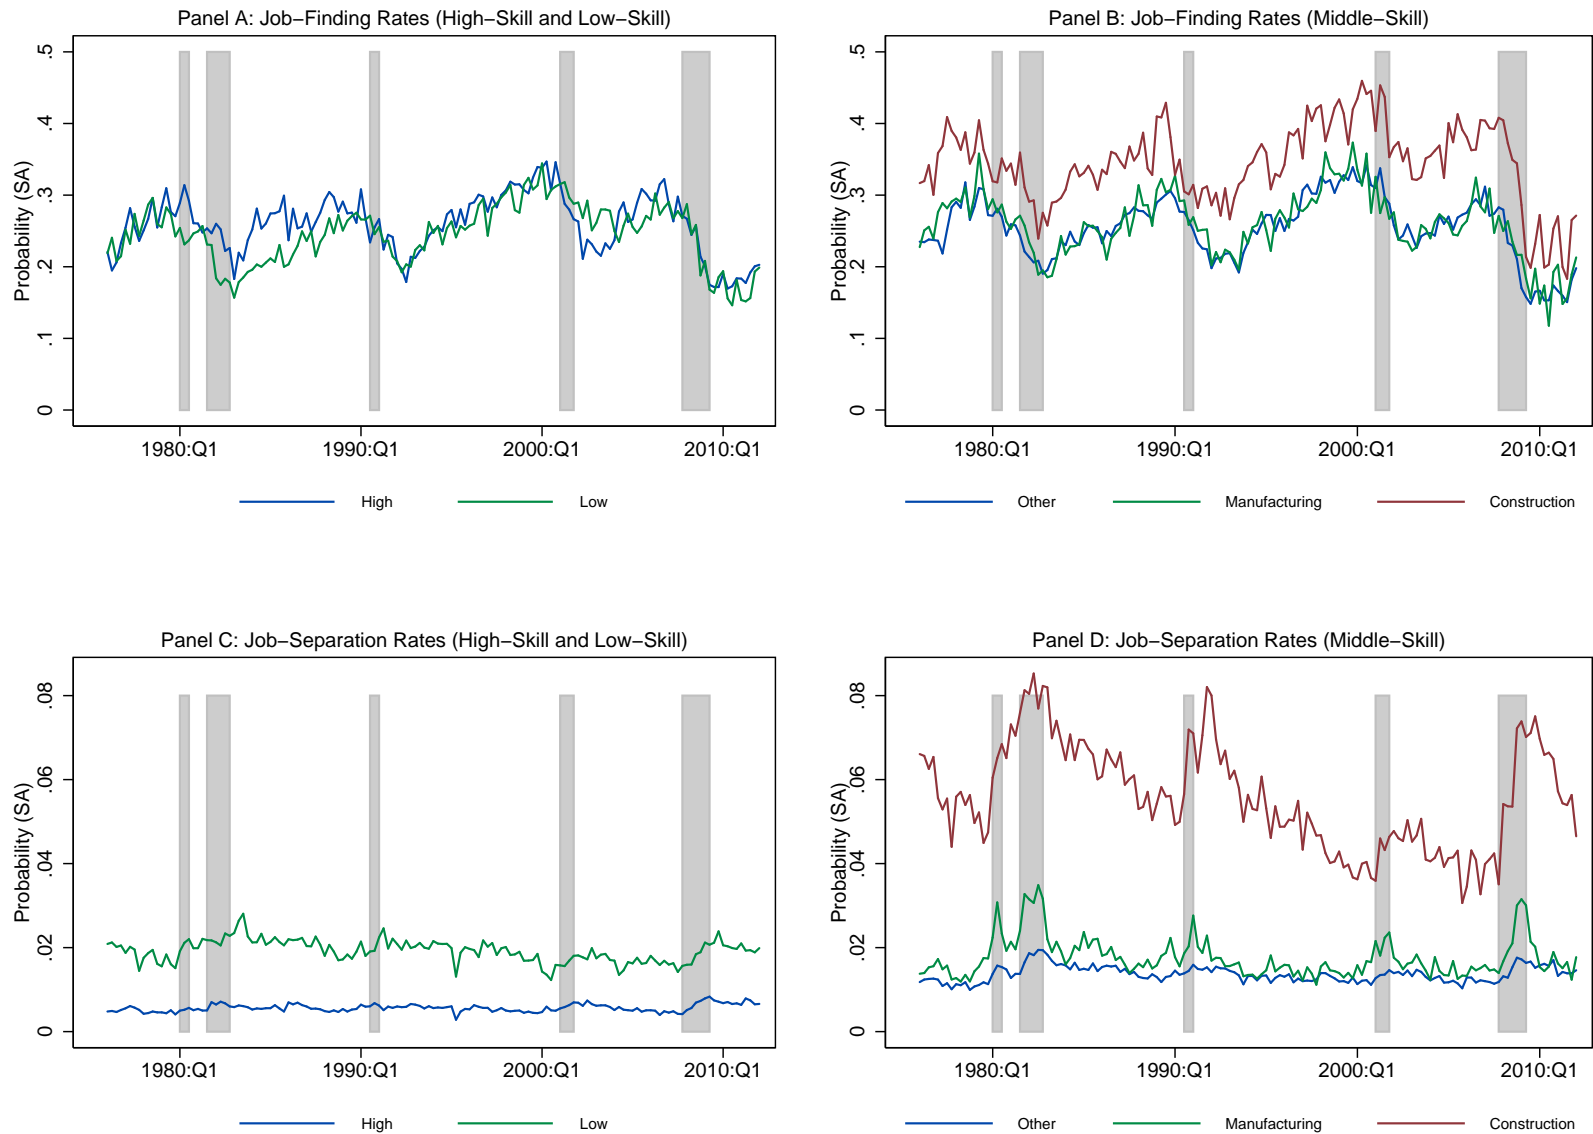 Panel A: Job−Finding Rates (High−Skill and Low−Skill)
Probability (SA)
.5
.4
.3
.2
.1
0
1980:Q1 1990:Q1 2000:Q1 2010:Q1
High Low
Panel B: Job−Finding Rates (Middle−Skill)
Probability (SA)
.5
.4
.3
.2
.1
0
1980:Q1 1990:Q1 2000:Q1 2010:Q1
Other Manufacturing Construction
Panel C: Job−Separation Rates (High−Skill and Low−Skill)
Probability (SA)
.08
.06
.04
.02
0
1980:Q1 1990:Q1 2000:Q1 2010:Q1
High Low
Panel D: Job−Separation Rates (Middle−Skill)
Probability (SA)
.08
.06
.04
.02
0
1980:Q1 1990:Q1 2000:Q1 2010:Q1
Other Manufacturing Construction